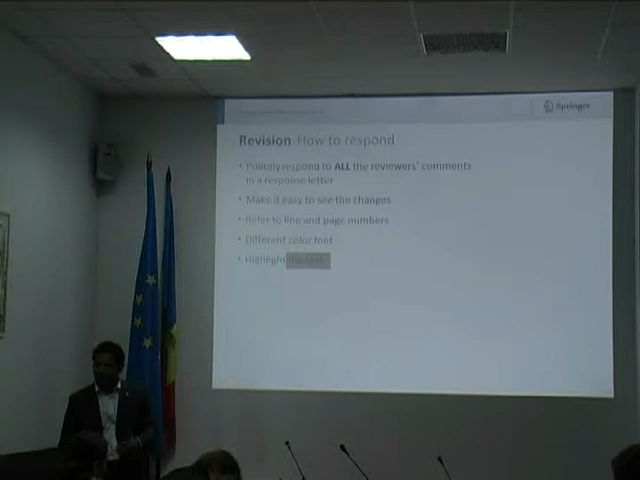 Springer
Revision How to respond
• Politely respond to ALL the reviewers' comments
in a response letter
• Make it easy to see the changes
• Refer to line and page numbers
• Different color font
• Highlight the text